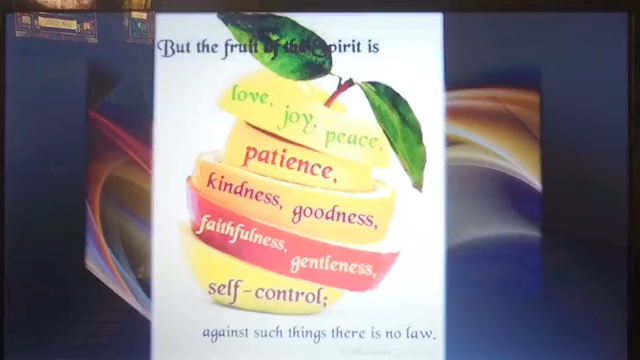 But the fruit of the Spirit is
love, joy, peace,
patience,
kindness, goodness,
faithfulness,
gentleness,
self-control;
against such things there is no law.